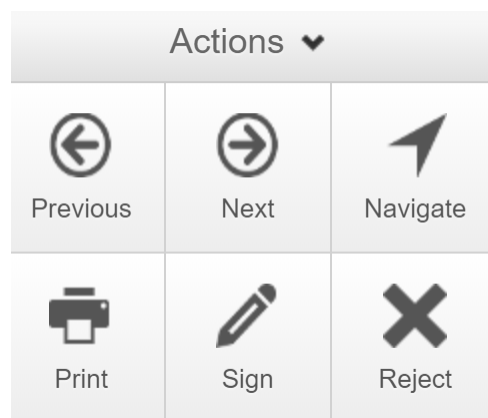 Actions
Previous
Next
Navigate
Print
Sign
Reject